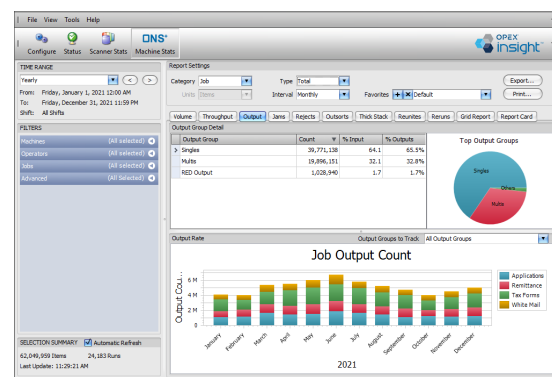 File View Tools Help
Configure Status Scanner Stats Machine Stats
NS+
OPEX
insight
TIME RANGE
Yearly < >
From: Friday, January 1, 2021 12:00 AM
To: Friday, December 31, 2021 11:59 PM
Shift: All Shifts
FILTERS
Machines (All selected)
Operators (All selected)
Jobs (All selected)
Advanced (All Selected)
SELECTION SUMMARY Automatic Refresh
62,049,959 Items 24,183 Runs
Last Update: 11:29:21 AM
Report Settings
Category Job Type Total Export...
Units Items Interval Monthly Favorites + x Default Print...
Volume Throughput Output Jams Rejects Outsorts Thick Stack Reunites Reruns Grid Report Report Card
Output Group Detail
Output Group Count % Input % Outputs
> Singles 39,771,138 64.1 65.5%
Multis 19,896,151 32.1 32.8%
RED Output 1,028,940 1.7 1.7%
Top Output Groups
Singles
Others
Multis
Output Rate Output Groups to Track All Output Groups
Job Output Count
Output Cou...
6 M
4 M
2 M
0
January February March April May June July August September October November December
2021
Applications
Remittance
Tax Forms
White Mail